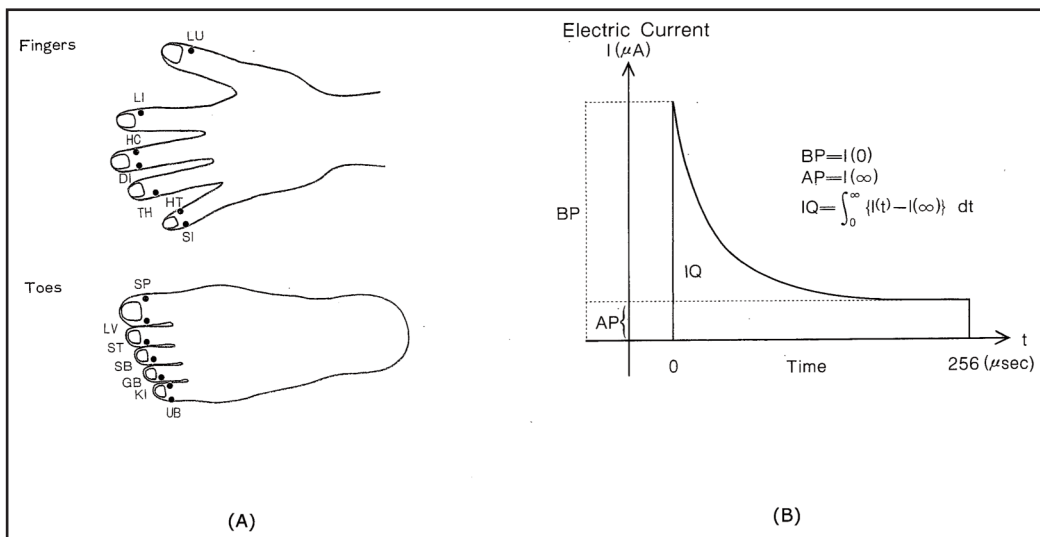 Fingers
LU
LI
HC
DI
TH
HT
SI
Toes
SP
LV
ST
SB
GB
KI
UB
(A)
Electric Current
I (μA)
BP=I(0)
AP=I(∞)
IQ=∫₀^∞ {I(t)−I(∞)} dt
BP
IQ
AP{
t
0 Time 256 (μsec)
(B)